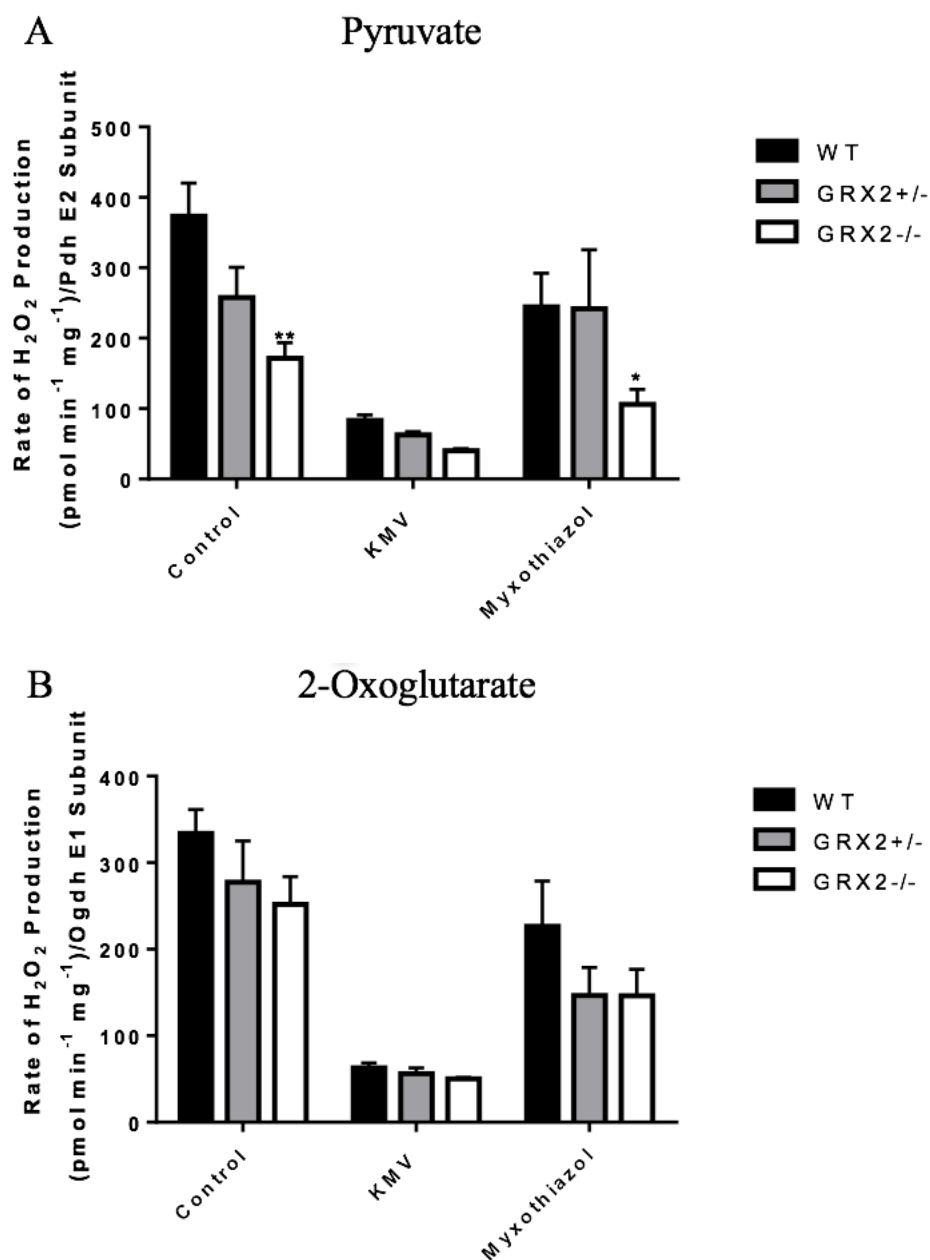 A
Pyruvate
Rate of H₂O₂ Production
(pmol min⁻¹ mg⁻¹)/Pdh E2 Subunit
500
400
300
200
100
0
**
*
Control
KMV
Myxothiazol
WT
GRX2+/-
GRX2-/-
B
2-Oxoglutarate
Rate of H₂O₂ Production
(pmol min⁻¹ mg⁻¹)/Ogdh E1 Subunit
400
300
200
100
0
Control
KMV
Myxothiazol
WT
GRX2+/-
GRX2-/-